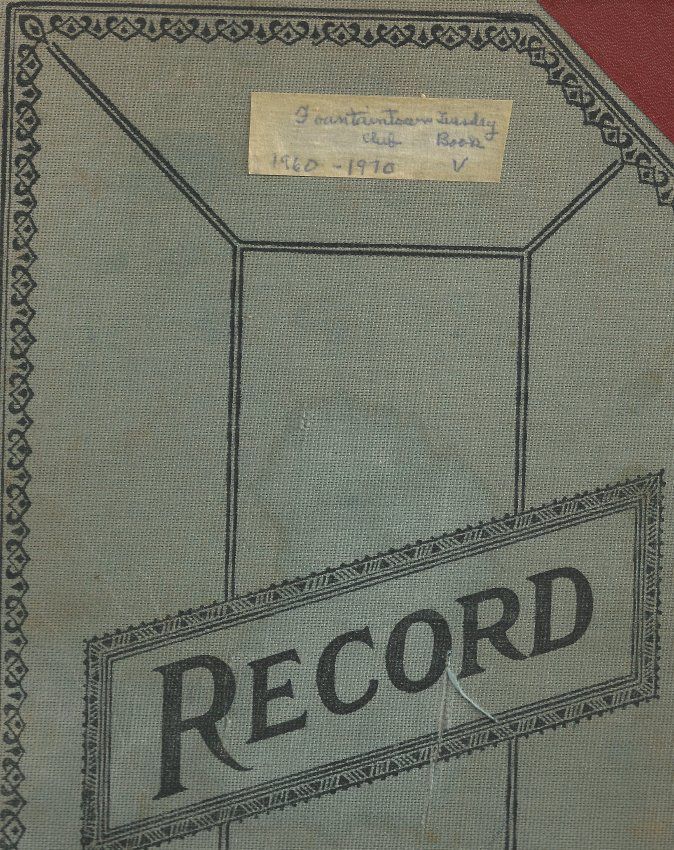 Fountaintown Tuesday
Club Book
1960 - 1970 V
RECORD